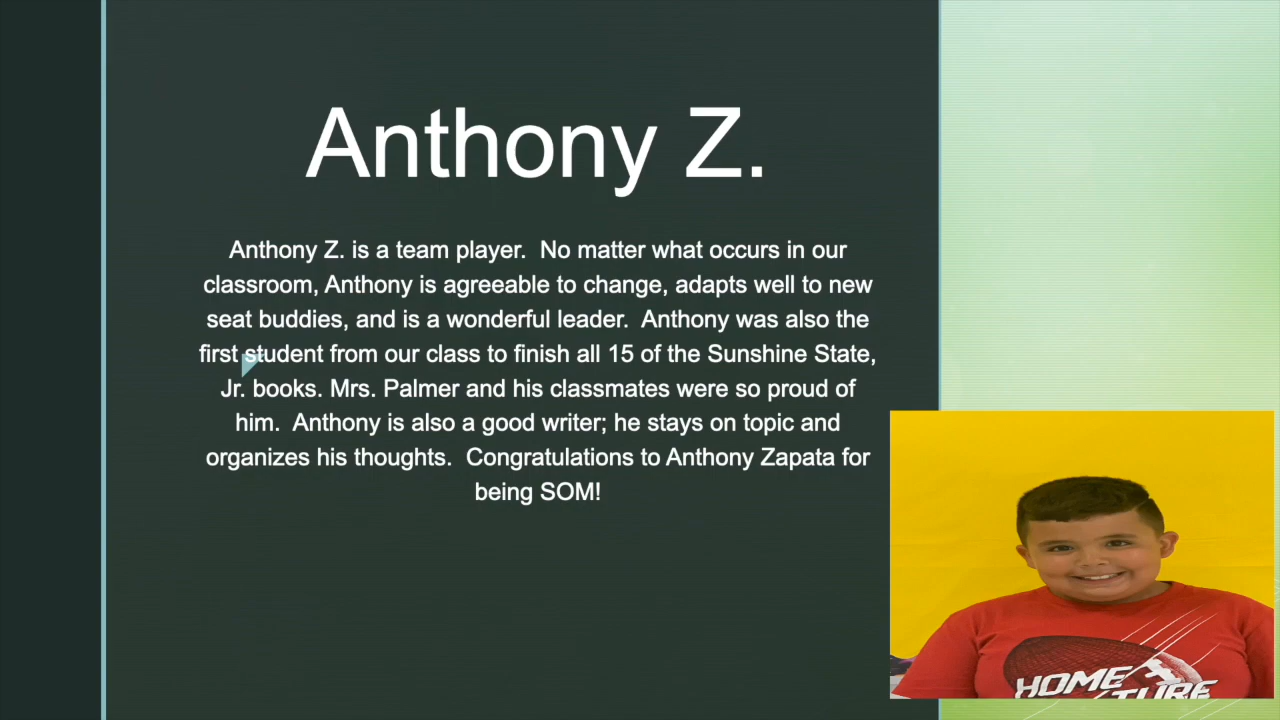 Anthony Z.
Anthony Z. is a team player.  No matter what occurs in our
classroom, Anthony is agreeable to change, adapts well to new
seat buddies, and is a wonderful leader.  Anthony was also the
first student from our class to finish all 15 of the Sunshine State,
Jr. books. Mrs. Palmer and his classmates were so proud of
him.  Anthony is also a good writer; he stays on topic and
organizes his thoughts.  Congratulations to Anthony Zapata for
being SOM!
HOME